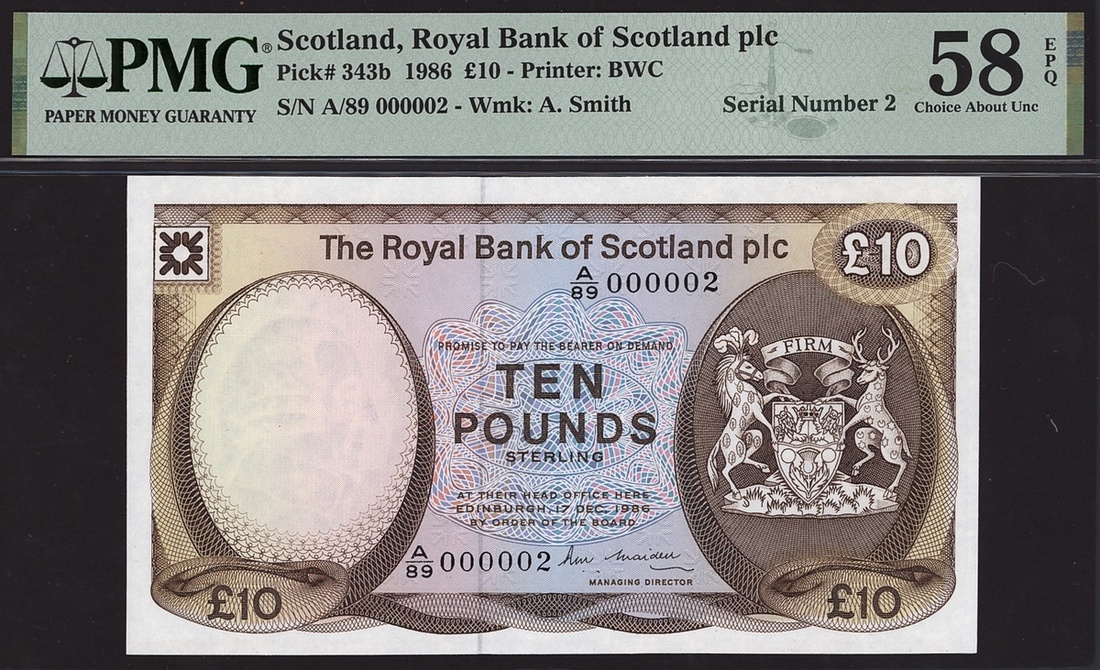 PMG®
PAPER MONEY GUARANTY
Scotland, Royal Bank of Scotland plc
Pick# 343b 1986 £10 - Printer: BWC
S/N A/89 000002 - Wmk: A. Smith
Serial Number 2
58
EPQ
Choice About Unc
The Royal Bank of Scotland plc
£10
A/89 000002
PROMISE TO PAY THE BEARER ON DEMAND
TEN
POUNDS
STERLING
FIRM
AT THEIR HEAD OFFICE HERE
EDINBURGH, 17 DEC. 1986
BY ORDER OF THE BOARD
A/89 000002
MANAGING DIRECTOR
£10
£10